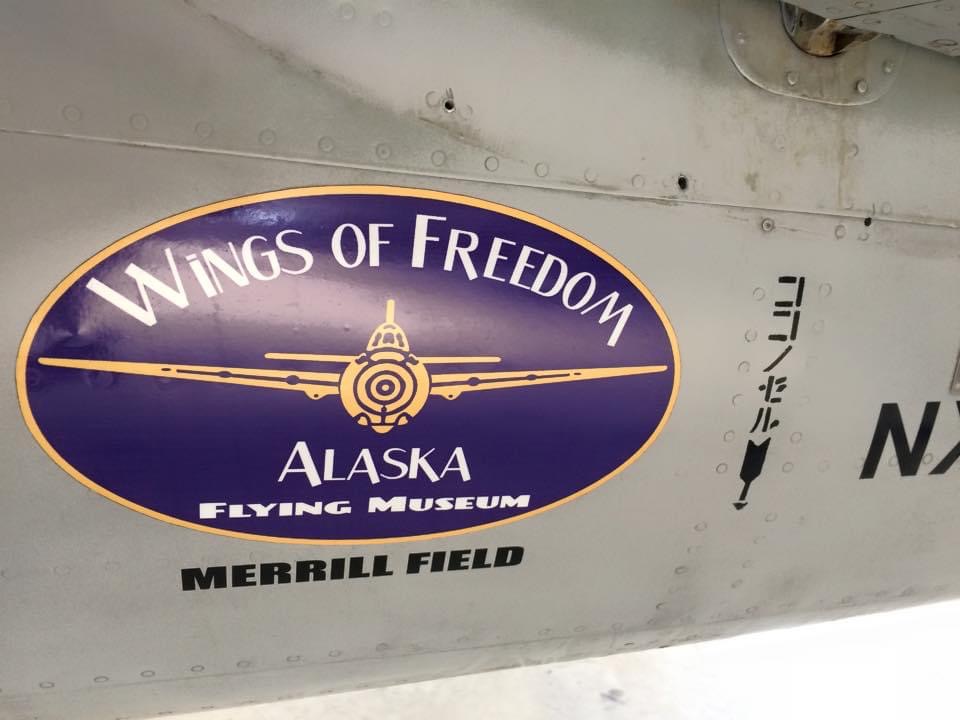 WINGS OF FREEDOM
ALASKA
FLYING MUSEUM
MERRILL FIELD
NX